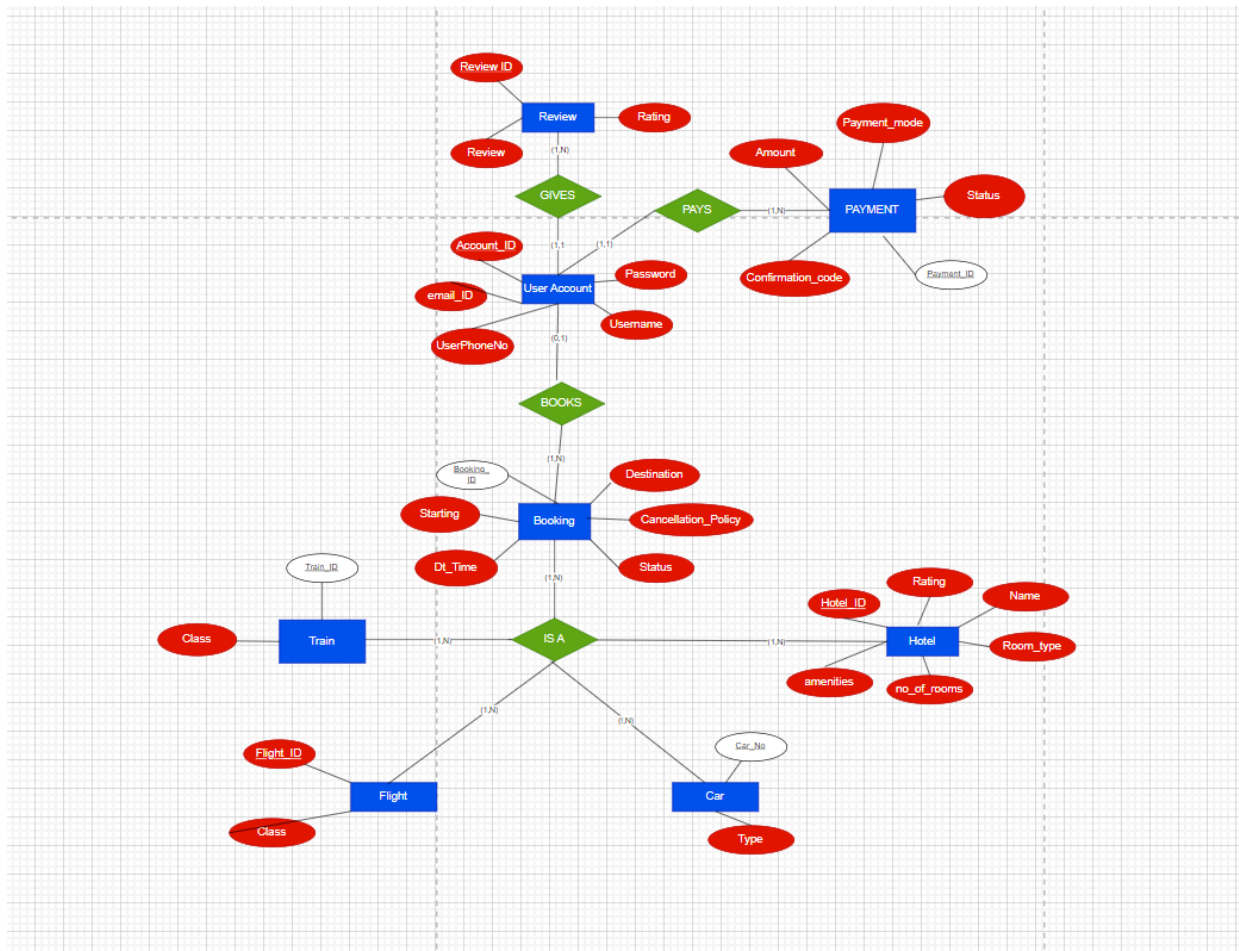 Review ID
Review
Rating
Review
(1,N)
GIVES
(1,1
Payment_mode
Amount
PAYMENT
Status
PAYS
(1,N)
(1,1)
Confirmation_code
Payment_ID
Account_ID
Password
email_ID
User Account
Username
UserPhoneNo
(0,1)
BOOKS
(1,N)
Booking_
ID
Destination
Starting
Booking
Cancellation_Policy
Dt_Time
Status
(1,N)
Train_ID
Class
Train
(1,N)
IS A
(1,N)
Hotel_ID
Rating
Name
Hotel
Room_type
amenities
no_of_rooms
(1,N)
Flight_ID
Flight
Class
Car_No
Car
Type